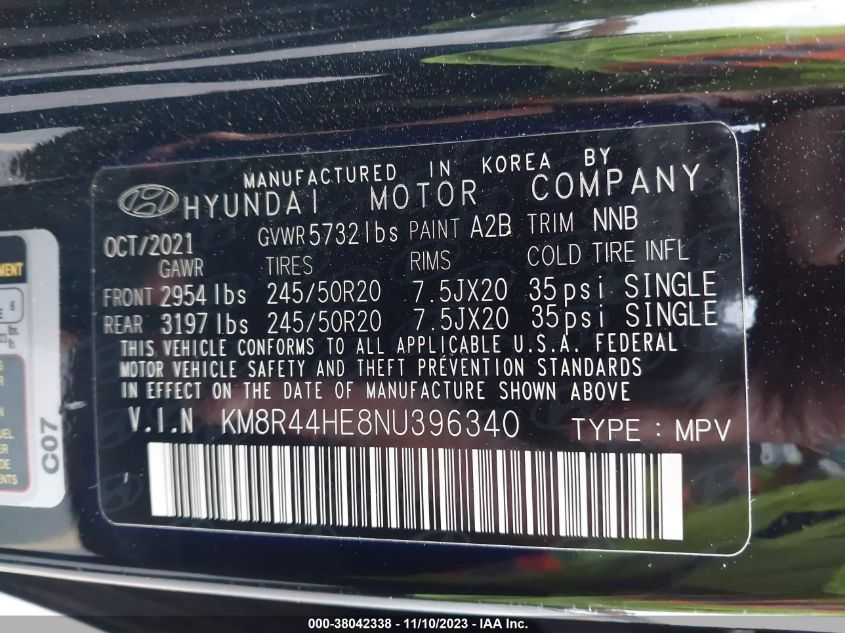 MANUFACTURED IN KOREA BY
HYUNDAI MOTOR COMPANY
OCT/2021 GVWR 5732 lbs PAINT A2B TRIM NNB
GAWR TIRES RIMS COLD TIRE INFL
FRONT 2954 lbs 245/50R20 7.5JX20 35psi SINGLE
REAR 3197 lbs 245/50R20 7.5JX20 35psi SINGLE
THIS VEHICLE CONFORMS TO ALL APPLICABLE U.S.A. FEDERAL
MOTOR VEHICLE SAFETY AND THEFT PREVENTION STANDARDS
IN EFFECT ON THE DATE OF MANUFACTURE SHOWN ABOVE
V.I.N KM8R44HE8NU396340 TYPE : MPV
6
C07
000-38042338 - 11/10/2023 - IAA Inc.